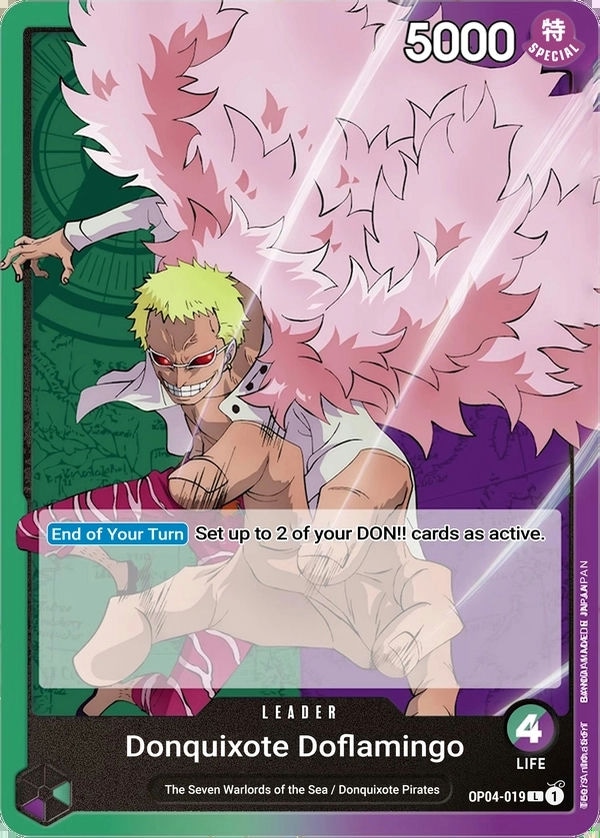 5000
特
SPECIAL
End of Your Turn Set up to 2 of your DON!! cards as active.
LEADER
Donquixote Doflamingo
4
LIFE
The Seven Warlords of the Sea / Donquixote Pirates
OP04-019 L 1